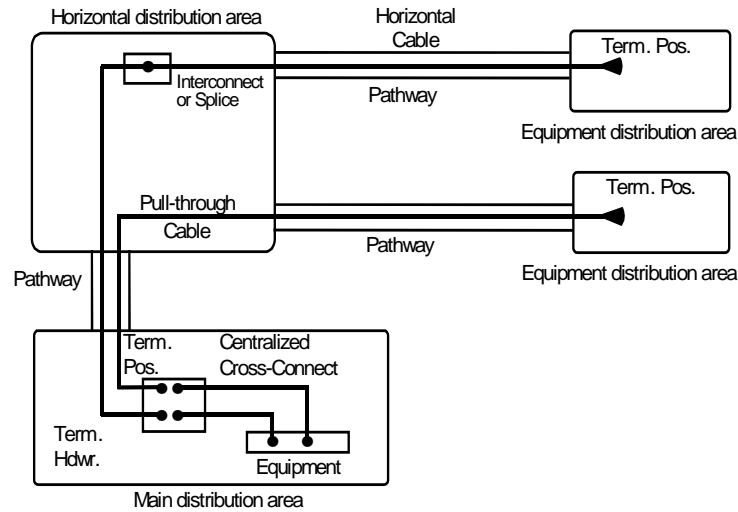 Horizontal distribution area
Horizontal
Cable
Term. Pos.
Interconnect
or Splice
Pathway
Equipment distribution area
Term. Pos.
Pull-through
Cable
Pathway
Equipment distribution area
Pathway
Term.
Pos.
Centralized
Cross-Connect
Term.
Hdwr.
Equipment
Main distribution area